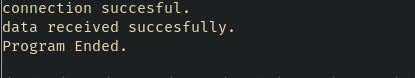 connection succesful.
data received succesfully.
Program Ended.